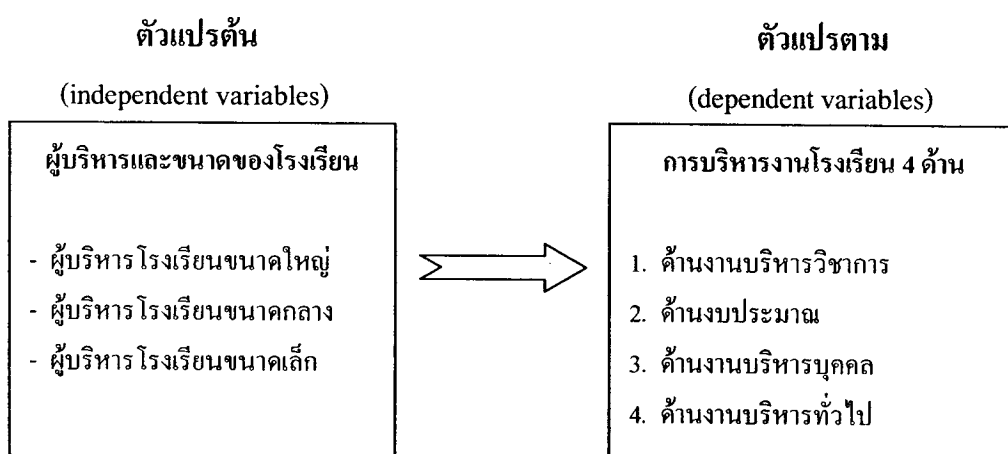 ตัวแปรต้น
(independent variables)
ผู้บริหารและขนาดของโรงเรียน
- ผู้บริหารโรงเรียนขนาดใหญ่
- ผู้บริหารโรงเรียนขนาดกลาง
- ผู้บริหารโรงเรียนขนาดเล็ก
ตัวแปรตาม
(dependent variables)
การบริหารงานโรงเรียน 4 ด้าน
1. ด้านงานบริหารวิชาการ
2. ด้านงบประมาณ
3. ด้านงานบริหารบุคคล
4. ด้านงานบริหารทั่วไป